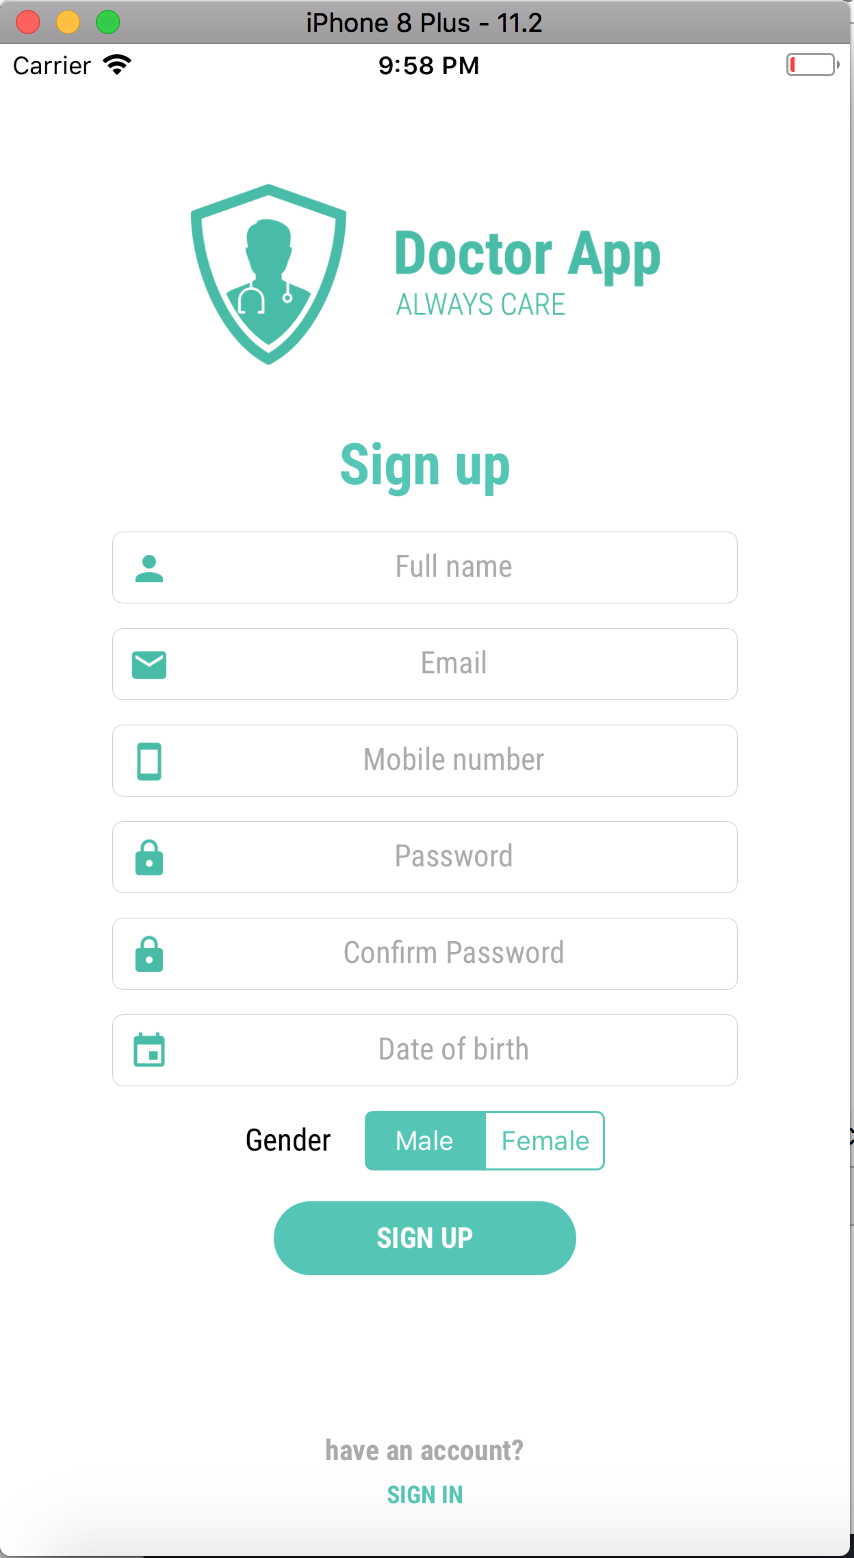 iPhone 8 Plus - 11.2
Carrier 9:58 PM
Doctor App
ALWAYS CARE
Sign up
Full name
Email
Mobile number
Password
Confirm Password
Date of birth
Gender Male Female
SIGN UP
have an account?
SIGN IN